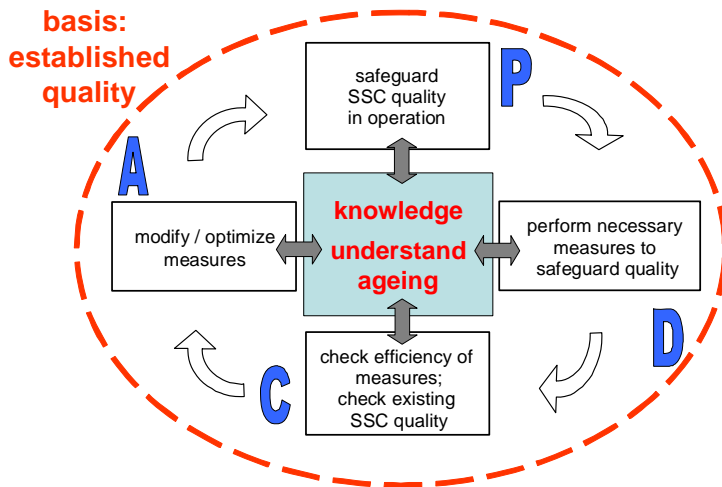 basis:
established
quality
safeguard
SSC quality
in operation
P
A
modify / optimize
measures
knowledge
understand
ageing
perform necessary
measures to
safeguard quality
D
C
check efficiency of
measures;
check existing
SSC quality